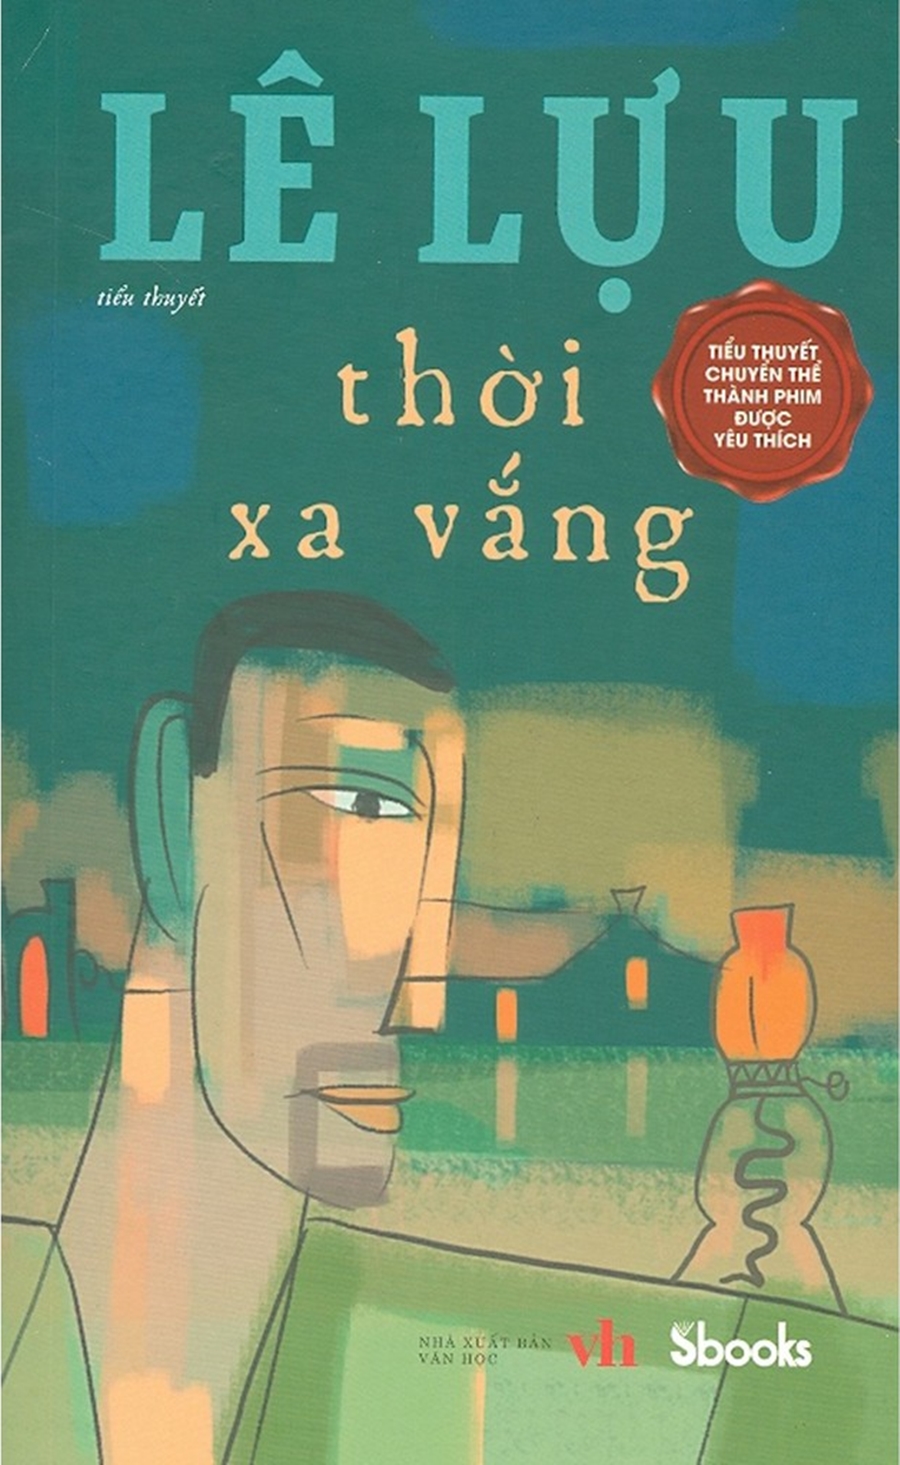 LÊ LỰU
tiểu thuyết
thời
xa vắng
TIỂU THUYẾT
CHUYỂN THỂ
THÀNH PHIM
ĐƯỢC
YÊU THÍCH
NHÀ XUẤT BẢN
VĂN HỌC
vh
Sbooks